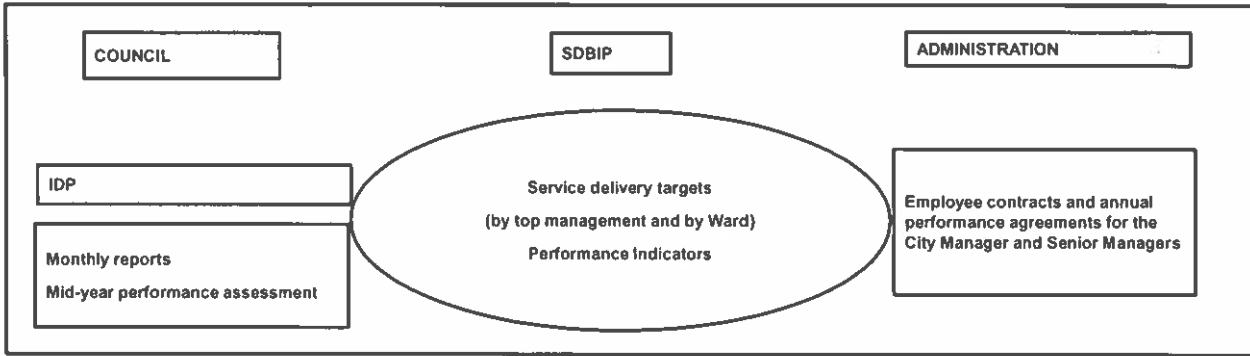 COUNCIL
SDBIP
ADMINISTRATION
IDP
Monthly reports
Mid-year performance assessment
Service delivery targets
(by top management and by Ward)
Performance Indicators
Employee contracts and annual
performance agreements for the
City Manager and Senior Managers